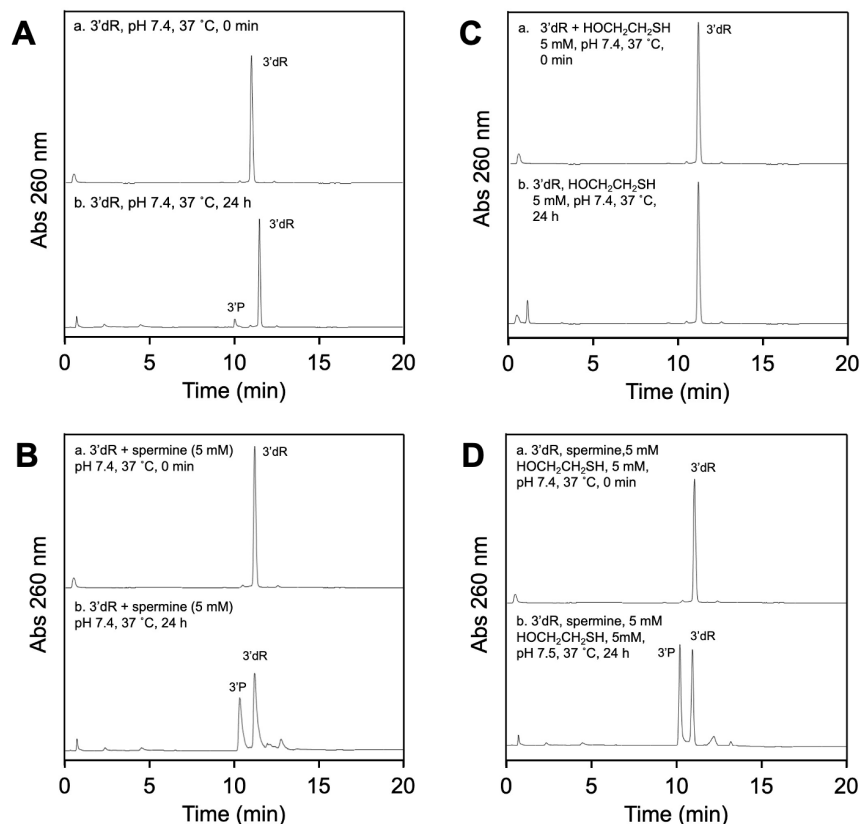 A
a. 3'dR, pH 7.4, 37 ˚C, 0 min
3'dR
b. 3'dR, pH 7.4, 37 ˚C, 24 h
3'dR
3'P
Abs 260 nm
0 5 10 15 20
Time (min)
C
a. 3'dR + HOCH₂CH₂SH
5 mM, pH 7.4, 37 ˚C,
0 min
3'dR
b. 3'dR, HOCH₂CH₂SH
5 mM, pH 7.4, 37 ˚C,
24 h
Abs 260 nm
0 5 10 15 20
Time (min)
B
a. 3'dR + spermine (5 mM)
pH 7.4, 37 ˚C, 0 min
3'dR
b. 3'dR + spermine (5 mM)
pH 7.4, 37 ˚C, 24 h
3'dR
3'P
Abs 260 nm
0 5 10 15 20
Time (min)
D
a. 3'dR, spermine,5 mM
HOCH₂CH₂SH, 5 mM,
pH 7.4, 37 ˚C, 0 min
3'dR
b. 3'dR, spermine, 5 mM
HOCH₂CH₂SH, 5mM,
pH 7.5, 37 ˚C, 24 h
3'P
3'dR
Abs 260 nm
0 5 10 15 20
Time (min)